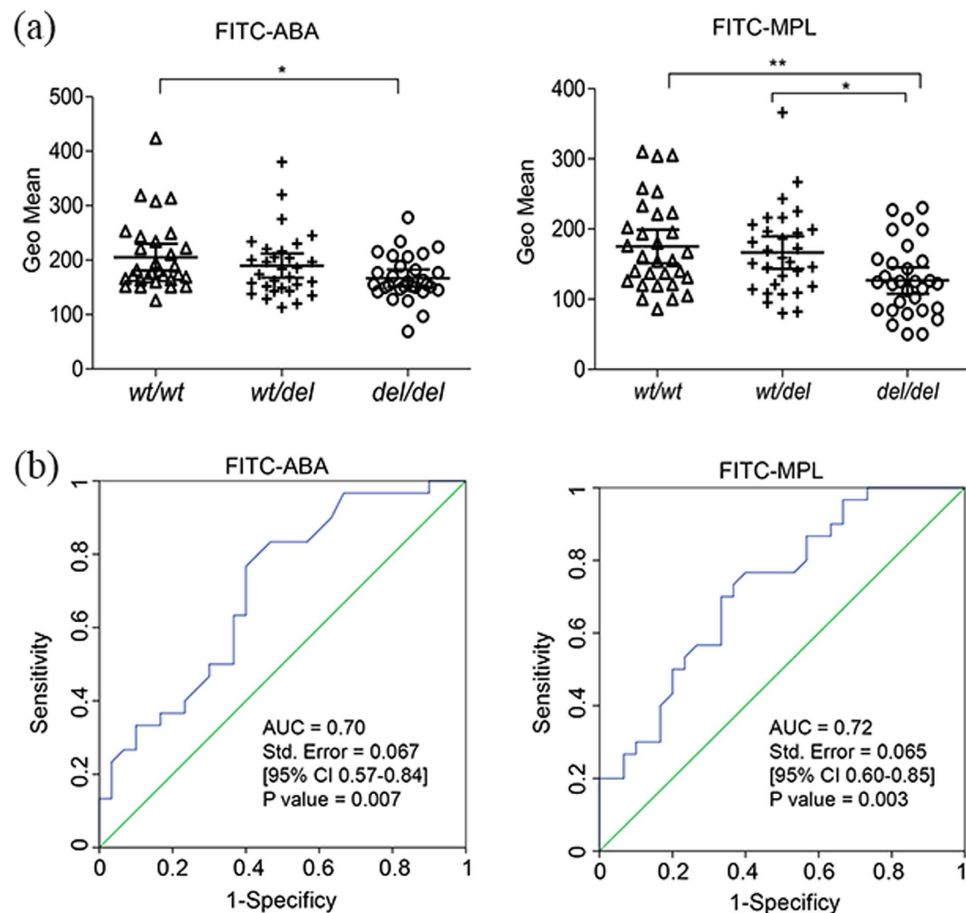 (a)
FITC-ABA
*
Geo Mean
500
400
300
200
100
0
wt/wt wt/del del/del
FITC-MPL
**
*
Geo Mean
400
300
200
100
0
wt/wt wt/del del/del
(b)
FITC-ABA
Sensitivity
1
0.8
0.6
0.4
0.2
0
AUC = 0.70
Std. Error = 0.067
[95% CI 0.57-0.84]
P value = 0.007
0 0.2 0.4 0.6 0.8 1
1-Specificy
FITC-MPL
Sensitivity
1
0.8
0.6
0.4
0.2
0
AUC = 0.72
Std. Error = 0.065
[95% CI 0.60-0.85]
P value = 0.003
0 0.2 0.4 0.6 0.8 1
1-Specificy